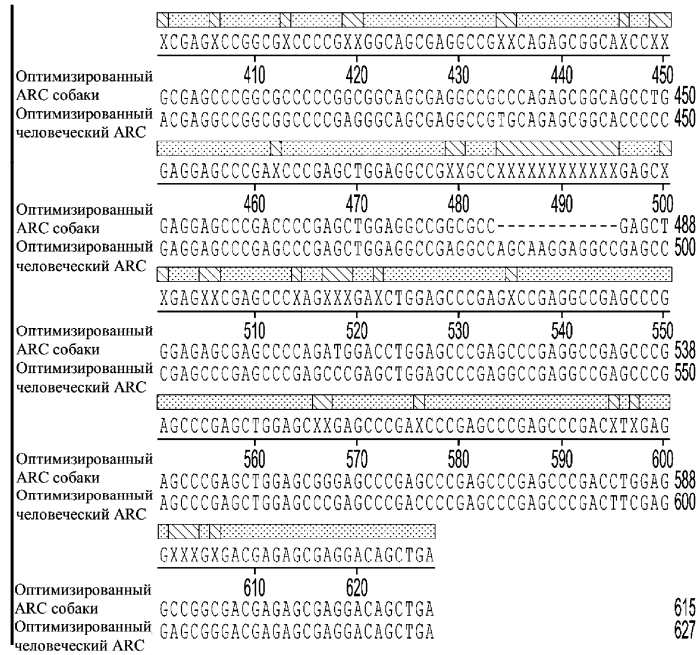 XCGAGXCCGGCGXCCCCGXXGGCAGCGAGGCCGXXCAGAGCGGCAXCCXX
410 420 430 440 450
Оптимизированный
ARC собаки
GCGAGCCCGGCGCCCCCGGCGGCAGCGAGGCCGCCCAGAGCGGCAGCCTG 450
Оптимизированный
человеческий ARC
ACGAGGCCGGCGGCCCCGAGGGCAGCGAGGCCGTGCAGAGCGGCACCCCC 450
GAGGAGCCCGAXCCCGAGCTGGAGGCCGXXGCCXXXXXXXXXXXXGAGCX
460 470 480 490 500
Оптимизированный
ARC собаки
GAGGAGCCCGACCCCGAGCTGGAGGCCGGCGCC------------GAGCT 488
Оптимизированный
человеческий ARC
GAGGAGCCCGAGCCCGAGCTGGAGGCCGAGGCCAGCAAGGAGGCCGAGCC 500
XGAGXXCGAGCCCXAGXXXGAXCTGGAGCCCGAGXCCGAGGCCGAGCCCG
510 520 530 540 550
Оптимизированный
ARC собаки
GGAGAGCGAGCCCCAGATGGACCTGGAGCCCGAGCCCGAGGCCGAGCCCG 538
Оптимизированный
человеческий ARC
CGAGCCCGAGCCCGAGCCCGAGCTGGAGCCCGAGGCCGAGGCCGAGCCCG 550
AGCCCGAGCTGGAGCXXGAGCCCGAXCCCGAGCCCGAGCCCGACXTXGAG
560 570 580 590 600
Оптимизированный
ARC собаки
AGCCCGAGCTGGAGCGGGAGCCCGAGCCCGAGCCCGAGCCCGACCTGGAG 588
Оптимизированный
человеческий ARC
AGCCCGAGCTGGAGCCCGAGCCCGACCCCGAGCCCGAGCCCGACTTCGAG 600
GXXXGXGACGAGAGCGAGGACAGCTGA
610 620
Оптимизированный
ARC собаки
GCCGGCGACGAGAGCGAGGACAGCTGA 615
Оптимизированный
человеческий ARC
GAGCGGGACGAGAGCGAGGACAGCTGA 627